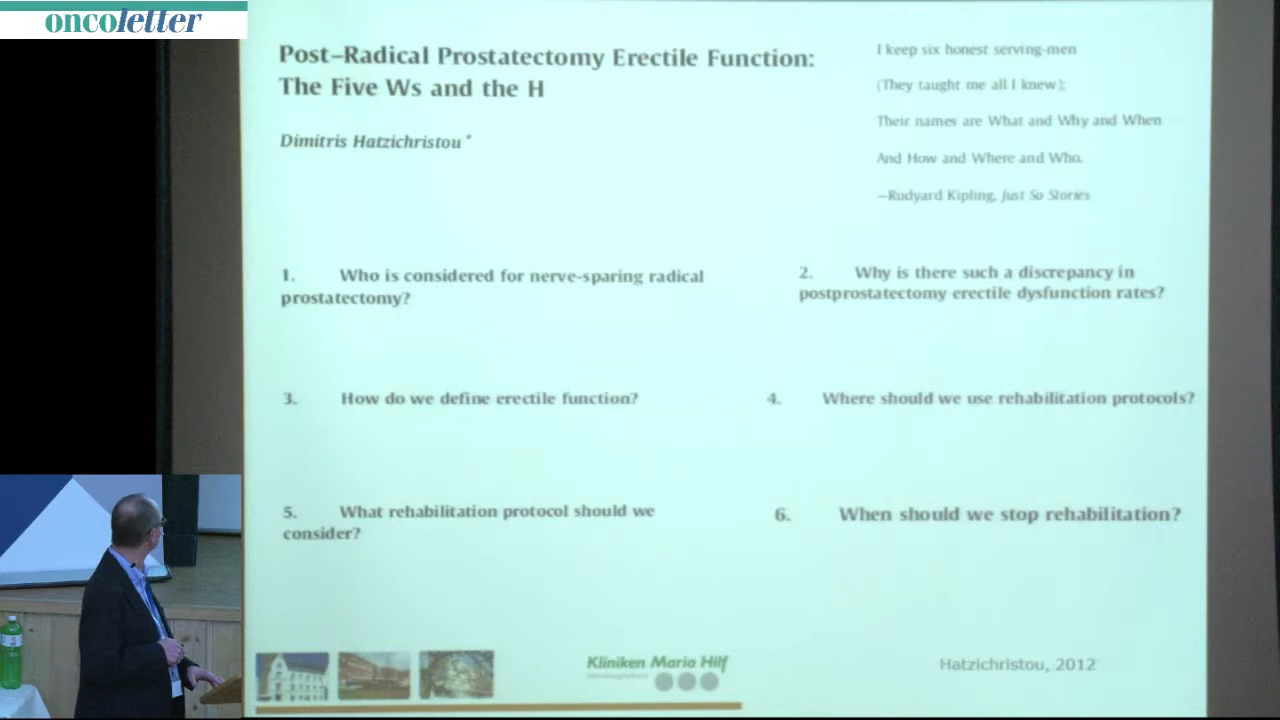 oncoletter
Post–Radical Prostatectomy Erectile Function:
The Five Ws and the H
Dimitris Hatzichristou *
I keep six honest serving-men
(They taught me all I knew);
Their names are What and Why and When
And How and Where and Who.
—Rudyard Kipling, Just So Stories
1. Who is considered for nerve-sparing radical
prostatectomy?
2. Why is there such a discrepancy in
postprostatectomy erectile dysfunction rates?
3. How do we define erectile function?
4. Where should we use rehabilitation protocols?
5. What rehabilitation protocol should we
consider?
6. When should we stop rehabilitation?
Kliniken Maria Hilf
Hatzichristou, 2012